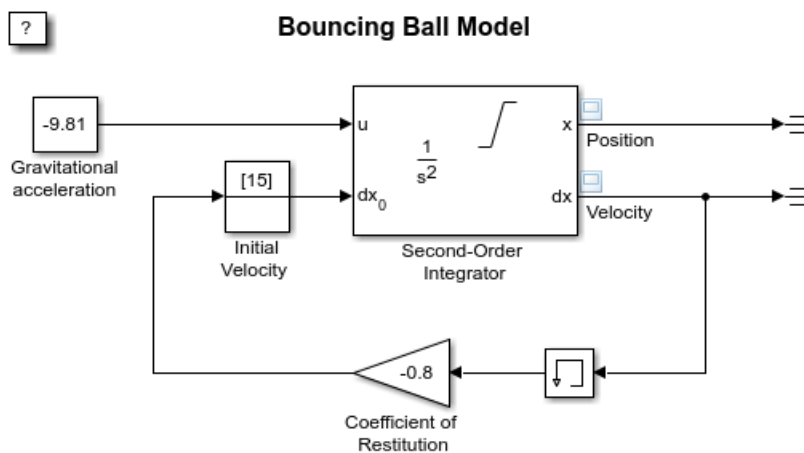 ?
Bouncing Ball Model
-9.81
Gravitational
acceleration
[15]
Initial
Velocity
u
dx0
1
s2
x
dx
Second-Order
Integrator
Position
Velocity
-0.8
Coefficient of
Restitution